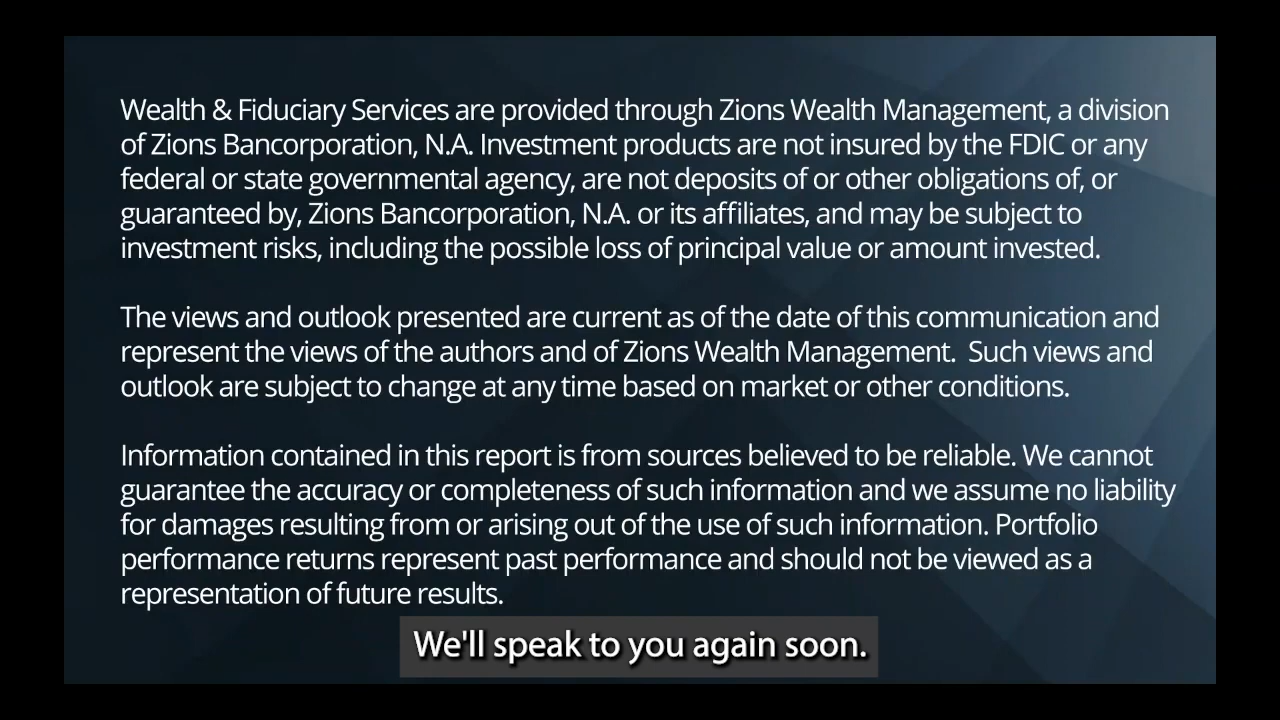 Wealth & Fiduciary Services are provided through Zions Wealth Management, a division
of Zions Bancorporation, N.A. Investment products are not insured by the FDIC or any
federal or state governmental agency, are not deposits of or other obligations of, or
guaranteed by, Zions Bancorporation, N.A. or its affiliates, and may be subject to
investment risks, including the possible loss of principal value or amount invested.
The views and outlook presented are current as of the date of this communication and
represent the views of the authors and of Zions Wealth Management.  Such views and
outlook are subject to change at any time based on market or other conditions.
Information contained in this report is from sources believed to be reliable. We cannot
guarantee the accuracy or completeness of such information and we assume no liability
for damages resulting from or arising out of the use of such information. Portfolio
performance returns represent past performance and should not be viewed as a
representation of future results.
We'll speak to you again soon.